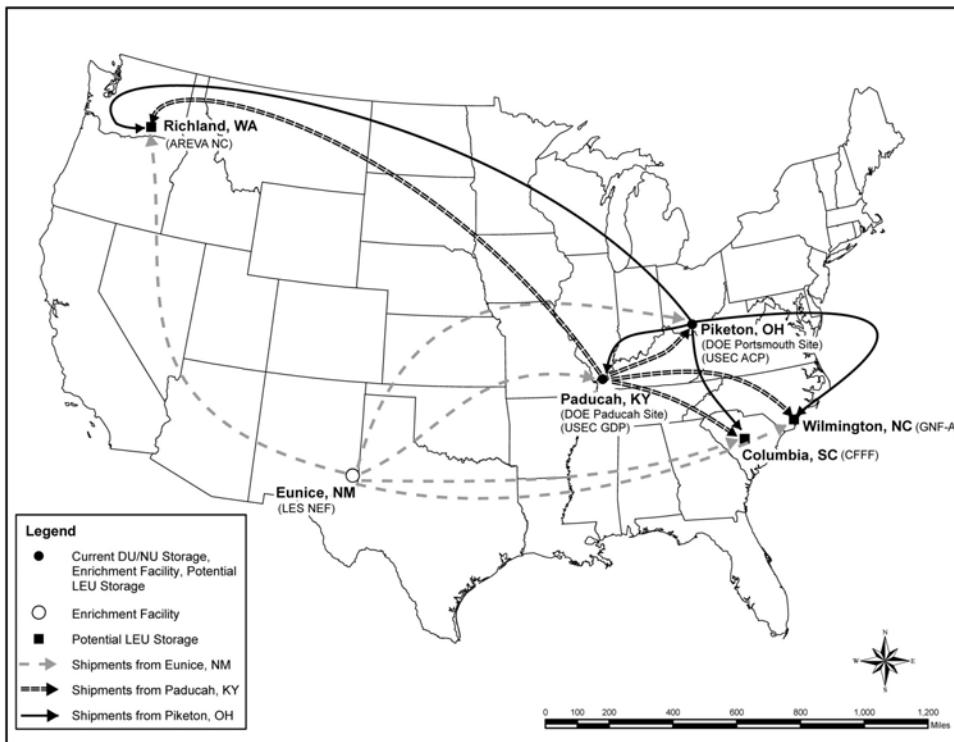 Richland, WA
(AREVA NC)
Piketon, OH
(DOE Portsmouth Site)
USEC ACP)
Paducah, KY
(DOE Paducah Site)
USEC GDP)
Wilmington, NC (GNF-A
Columbia, SC (CFFF)
Eunice, NM
(LES NEF)
Legend
Current DU/NU Storage,
Enrichment Facility, Potential
LEU Storage
Enrichment Facility
Potential LEU Storage
Shipments from Eunice, NM
Shipments from Paducah, KY
Shipments from Piketon, OH
N
W E
S
0 100 200 400 600 800 1,000 1,200
Miles